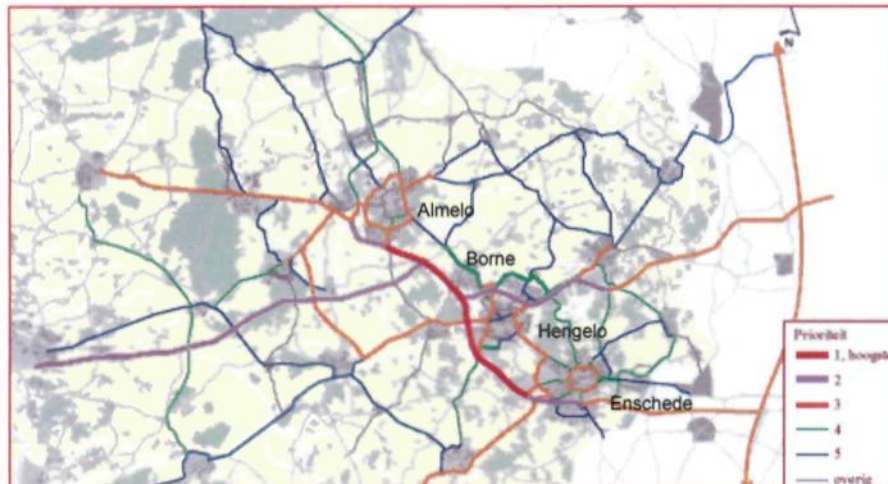 N
Almelo
Borne
Hengelo
Enschede
Prioriteit
1, hoogste
2
3
4
5
overig